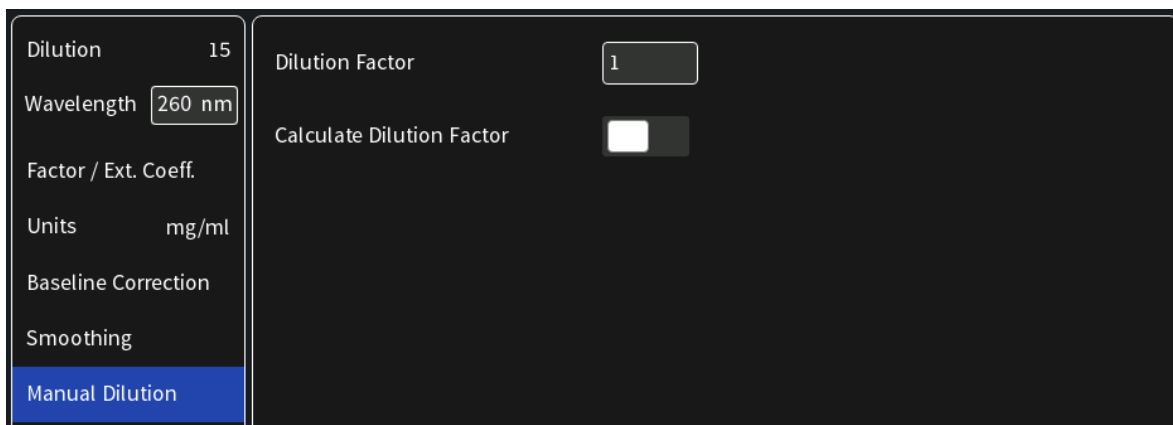 Dilution 15
Wavelength 260 nm
Factor / Ext. Coeff.
Units mg/ml
Baseline Correction
Smoothing
Manual Dilution
Dilution Factor 1
Calculate Dilution Factor